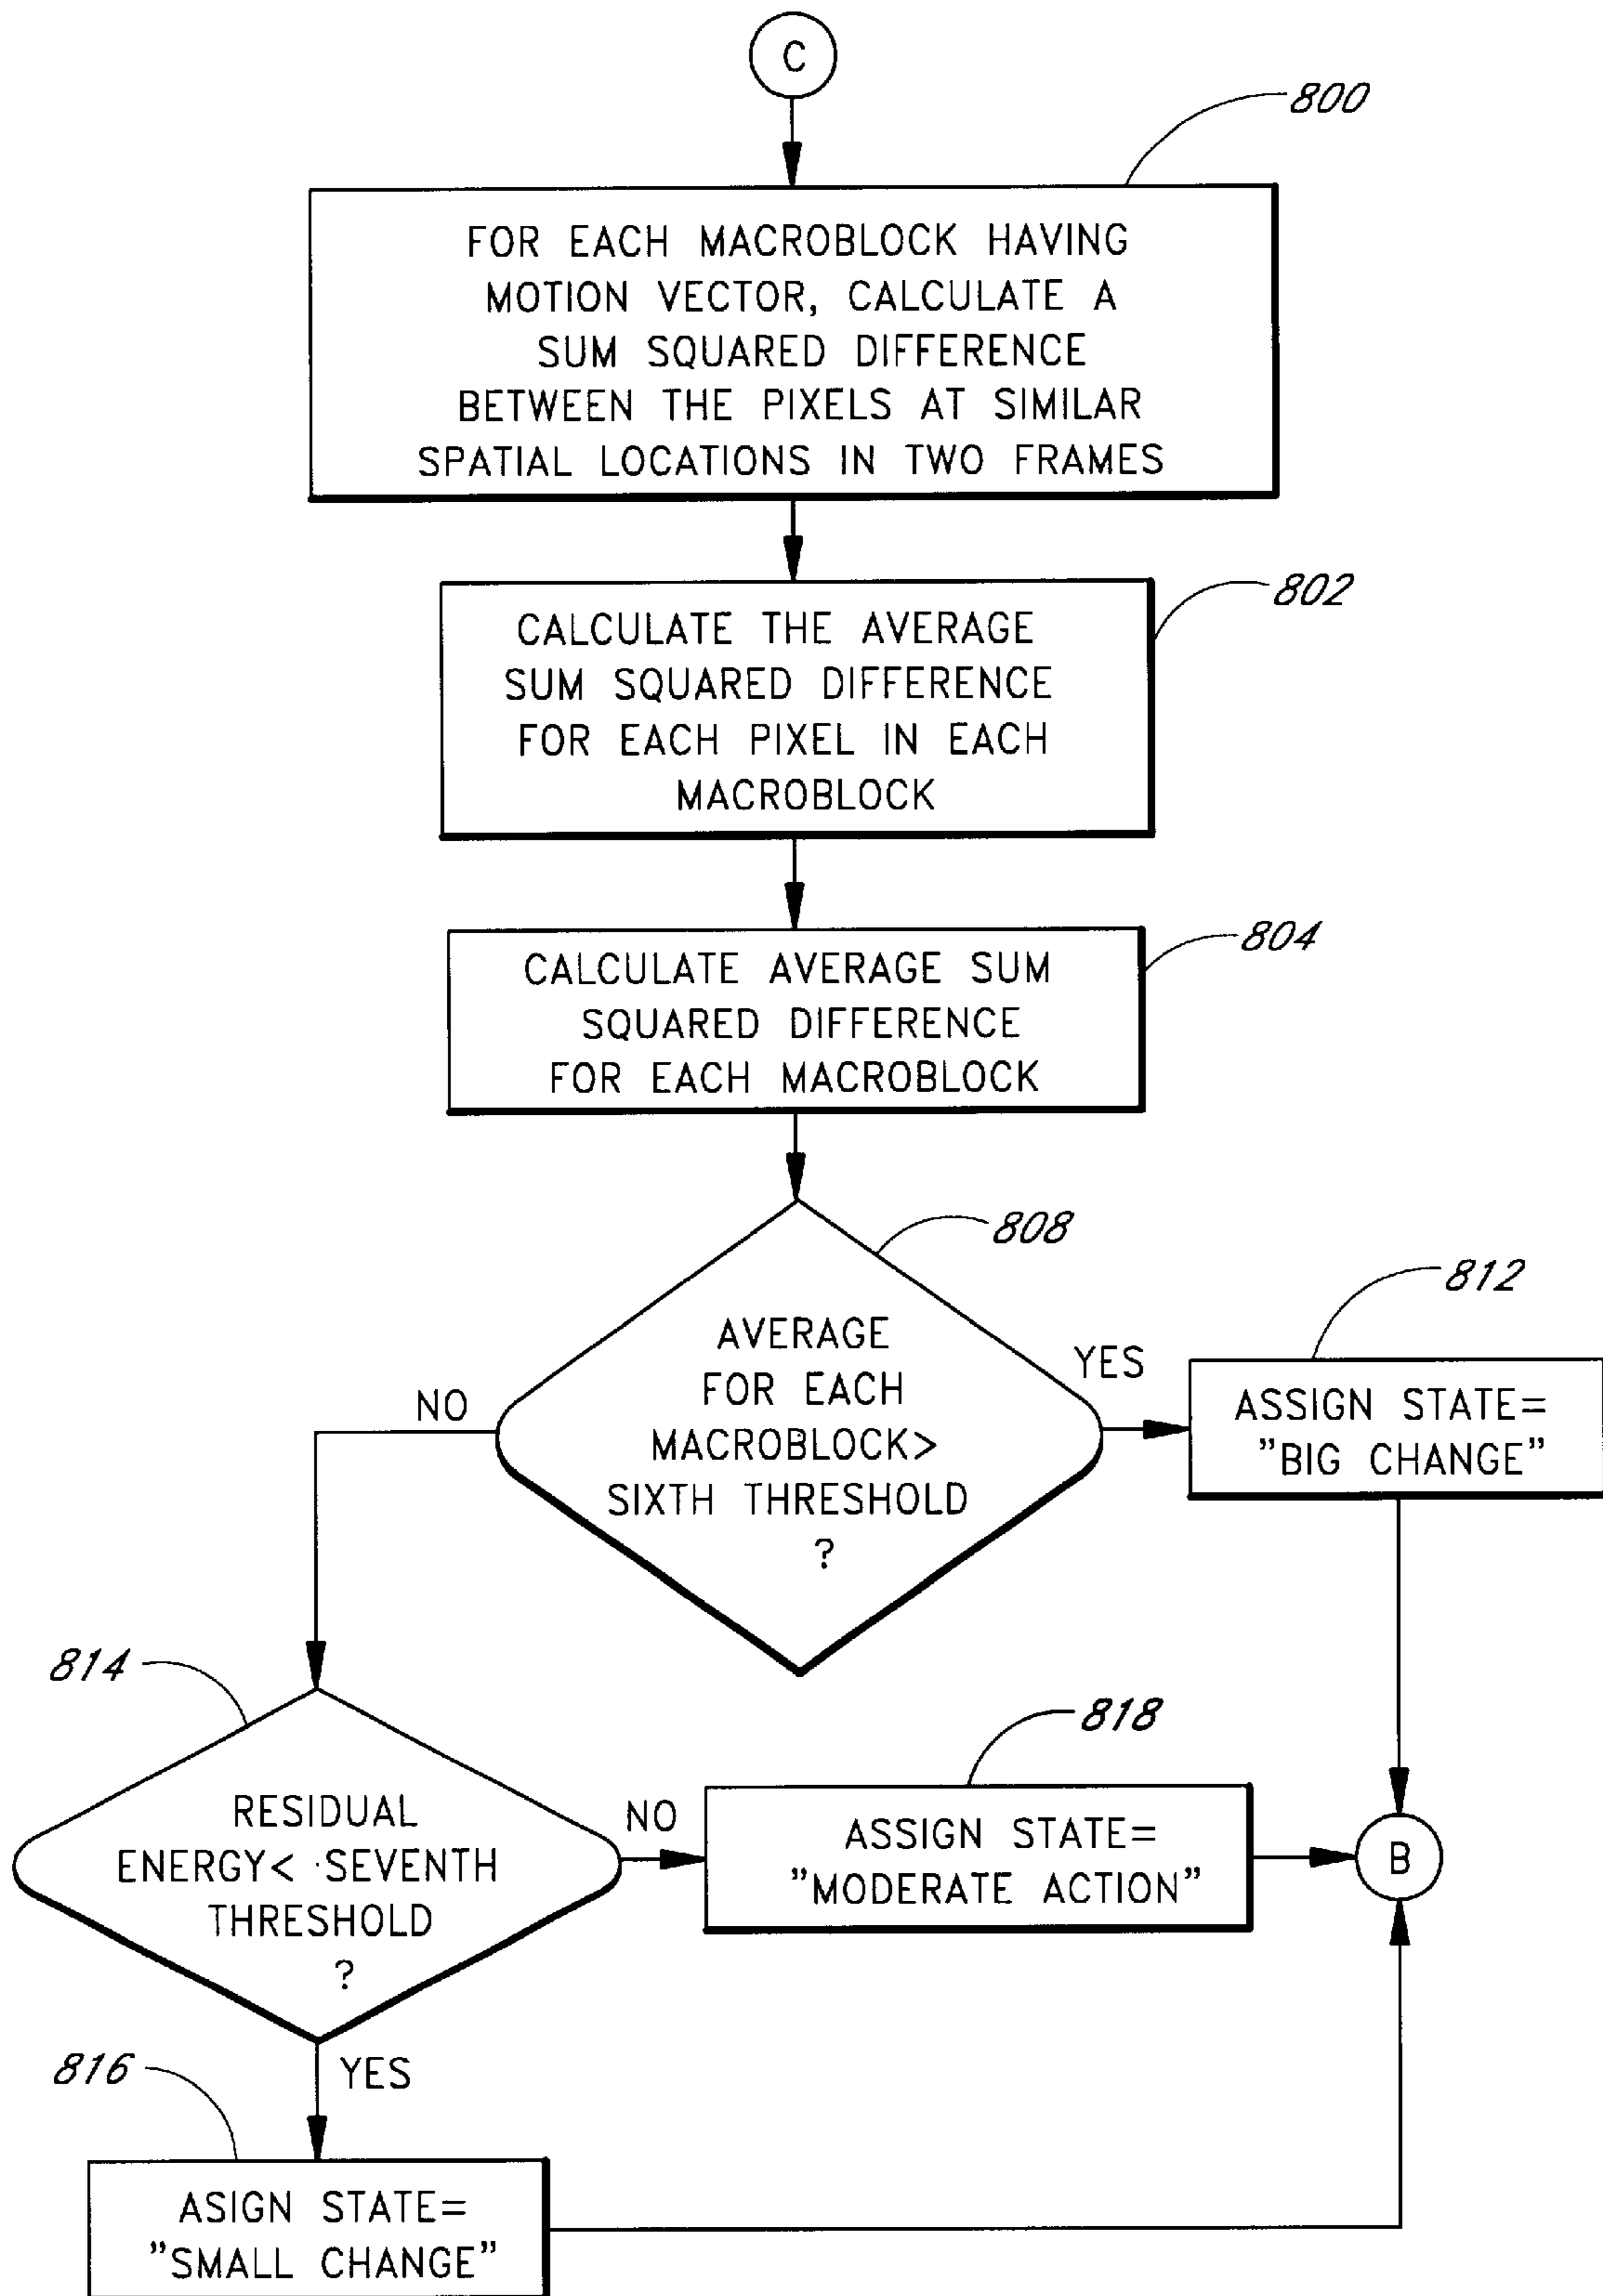 C
800
FOR EACH MACROBLOCK HAVING
MOTION VECTOR, CALCULATE A
SUM SQUARED DIFFERENCE
BETWEEN THE PIXELS AT SIMILAR
SPATIAL LOCATIONS IN TWO FRAMES
802
CALCULATE THE AVERAGE
SUM SQUARED DIFFERENCE
FOR EACH PIXEL IN EACH
MACROBLOCK
804
CALCULATE AVERAGE SUM
SQUARED DIFFERENCE
FOR EACH MACROBLOCK
808
AVERAGE
FOR EACH
MACROBLOCK>
SIXTH THRESHOLD
?
YES
NO
812
ASSIGN STATE=
"BIG CHANGE"
814
RESIDUAL
ENERGY< SEVENTH
THRESHOLD
?
NO
818
ASSIGN STATE=
"MODERATE ACTION"
B
YES
816
ASIGN STATE=
"SMALL CHANGE"